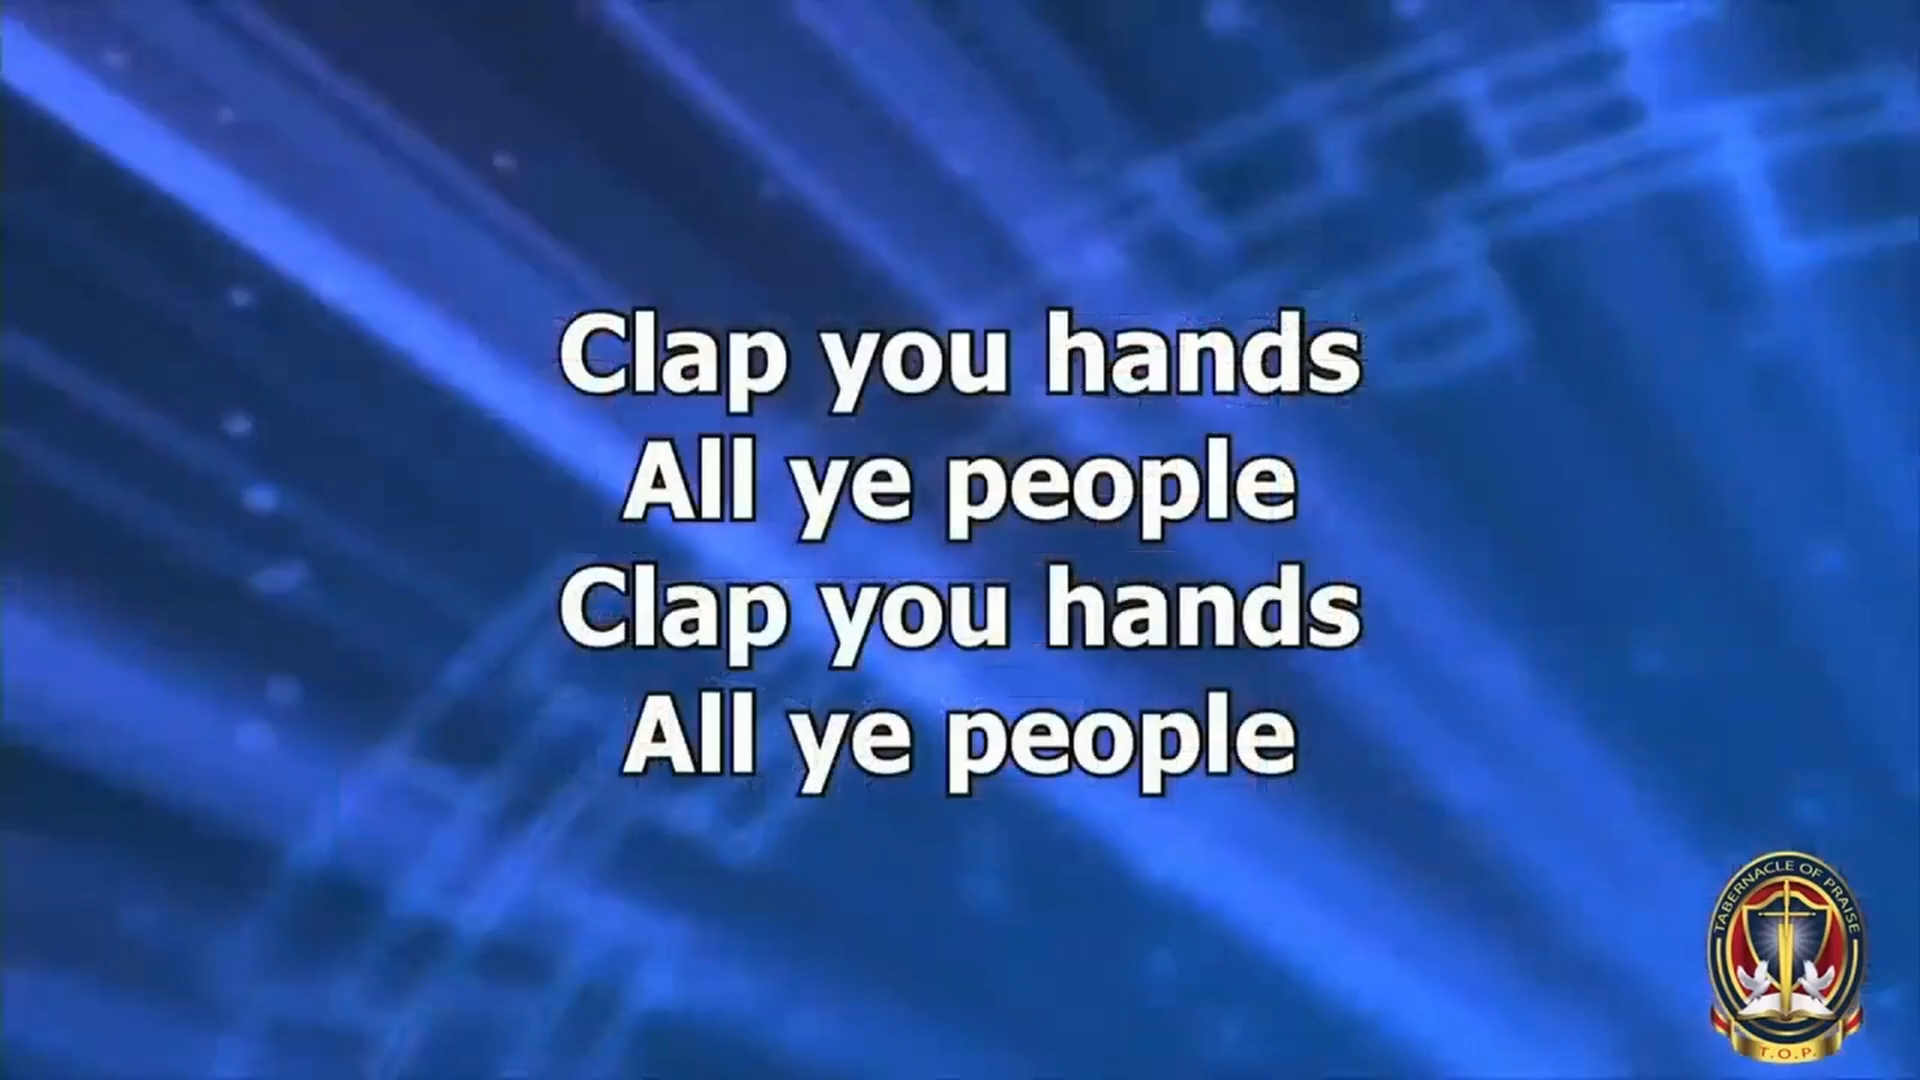 Clap you hands
All ye people
Clap you hands
All ye people
TABERNACLE OF PRAISE
T.O.P.